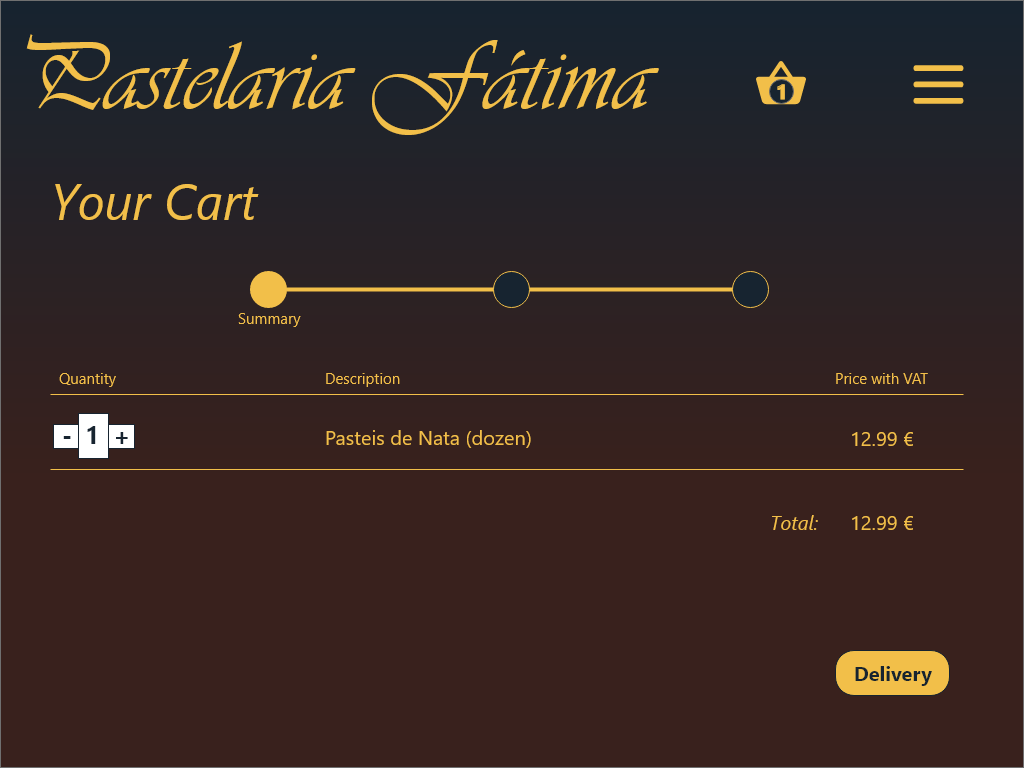 Pastelaria Fátima
1
Your Cart
Summary
Quantity Description Price with VAT
- 1 + Pasteis de Nata (dozen) 12.99 €
Total: 12.99 €
Delivery